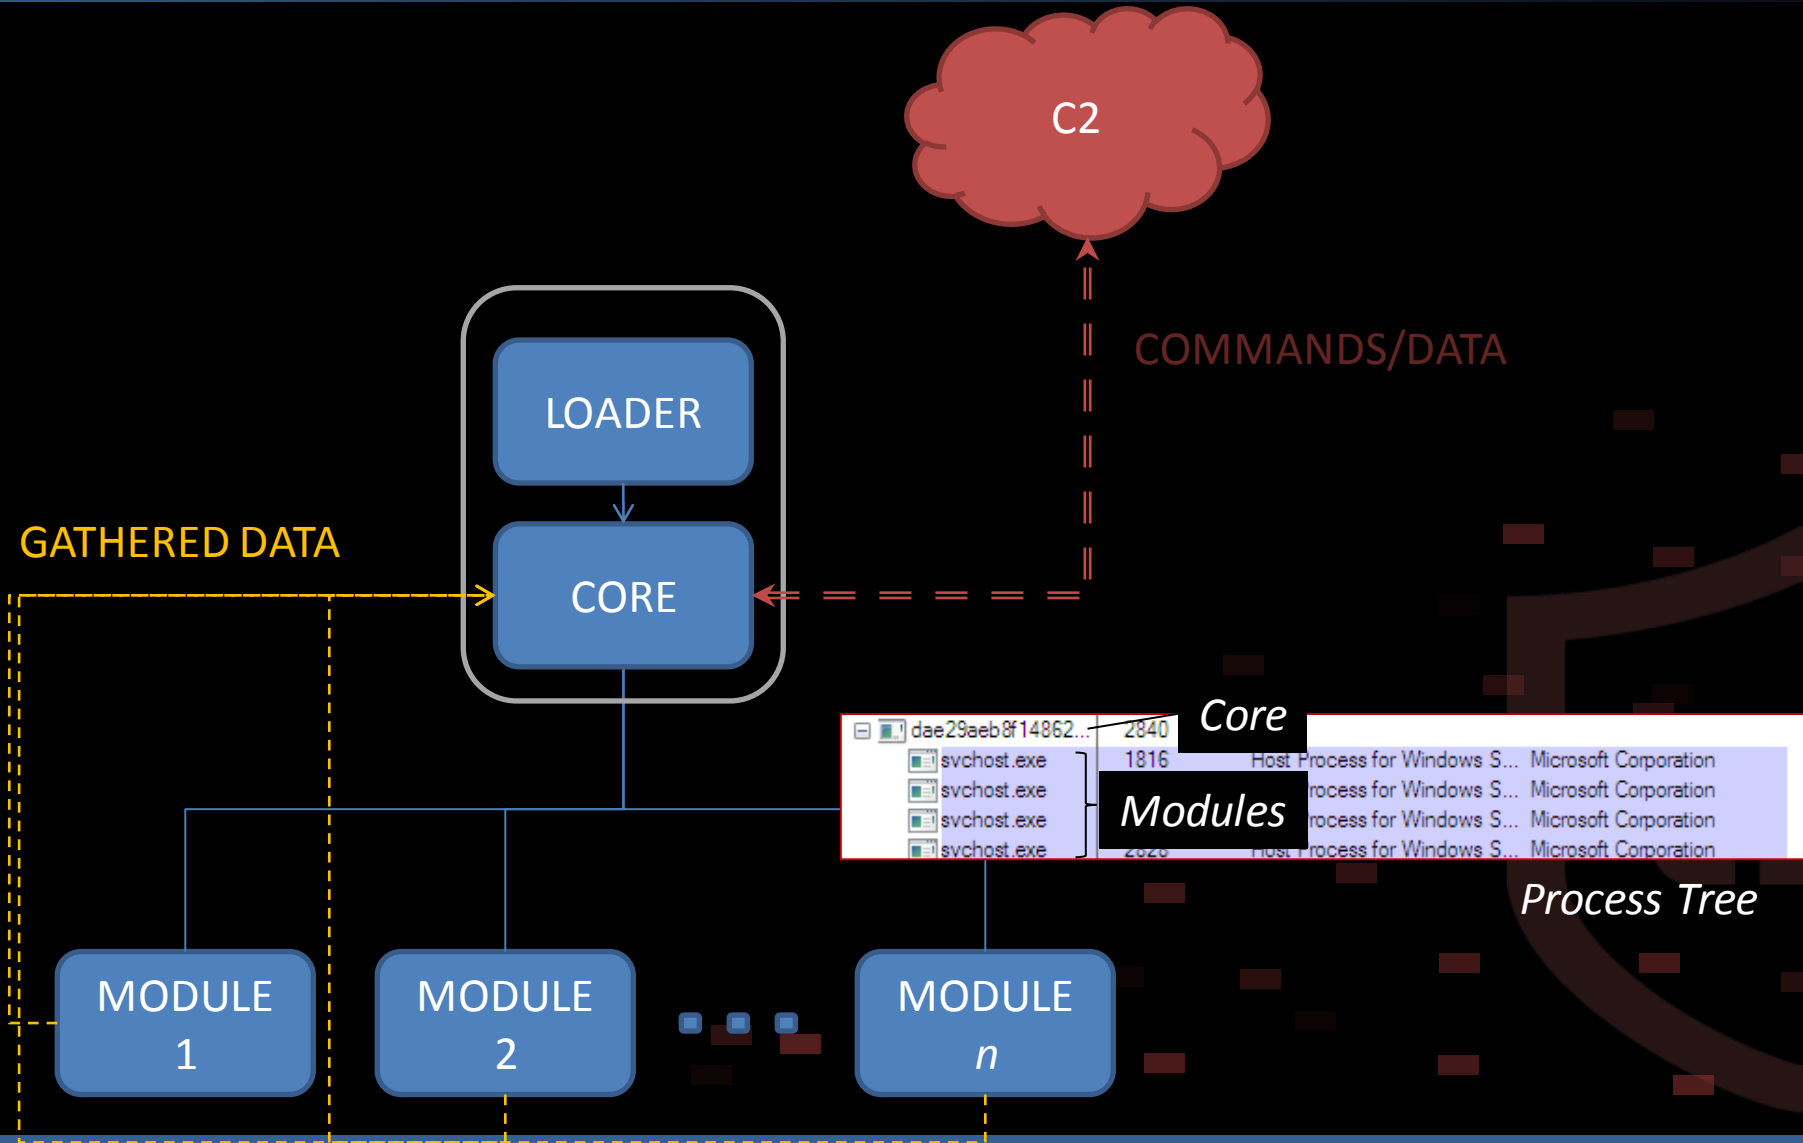 C2
COMMANDS/DATA
LOADER
GATHERED DATA
CORE
Core
dae29aeb8f14862... 2840
svchost.exe 1816 Host Process for Windows S... Microsoft Corporation
svchost.exe rocess for Windows S... Microsoft Corporation
Modules
svchost.exe rocess for Windows S... Microsoft Corporation
svchost.exe 2828 Host Process for Windows S... Microsoft Corporation
Process Tree
MODULE
1
MODULE
2
MODULE
n